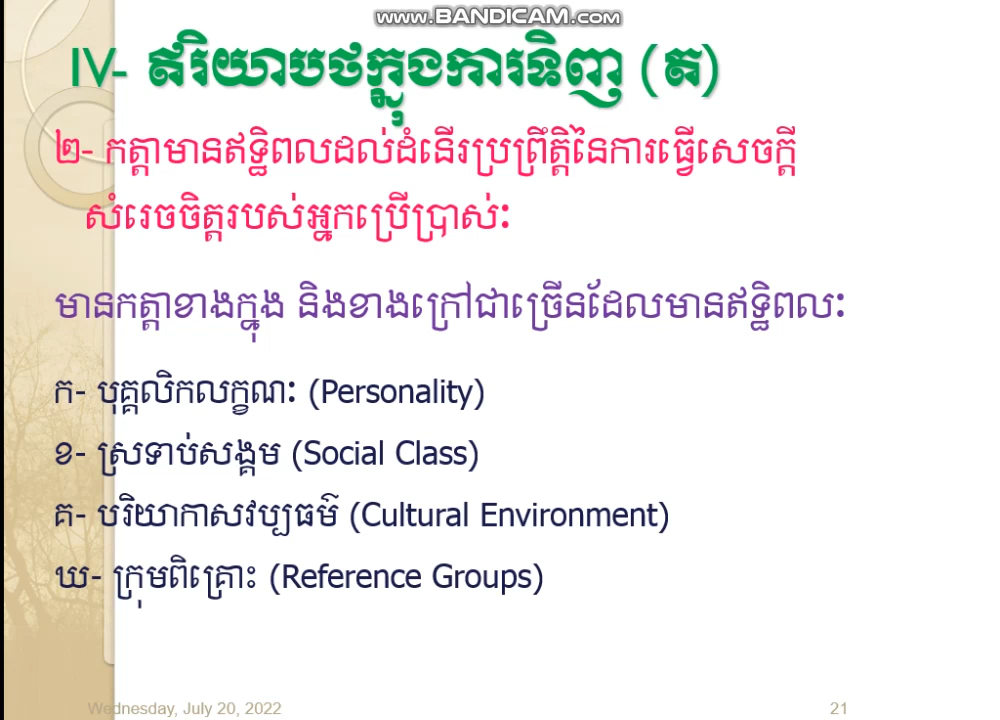 www.BANDICAM.com
IV- ឥរិយាបថក្នុងការទិញ (ត)
២- កត្តាមានឥទ្ធិពលដល់ដំនើរប្រព្រឹត្តិនៃការធ្វើសេចក្តី
សំរេចចិត្តរបស់អ្នកប្រើប្រាស់ៈ
មានកត្តាខាងក្នុង និងខាងក្រៅជាច្រើនដែលមានឥទ្ធិពលៈ
ក- បុគ្គលិកលក្ខណៈ (Personality)
ខ- ស្រទាប់សង្គម (Social Class)
គ- បរិយាកាសវប្បធម៌ (Cultural Environment)
ឃ- ក្រុមពិគ្រោះ (Reference Groups)
Wednesday, July 20, 2022
21